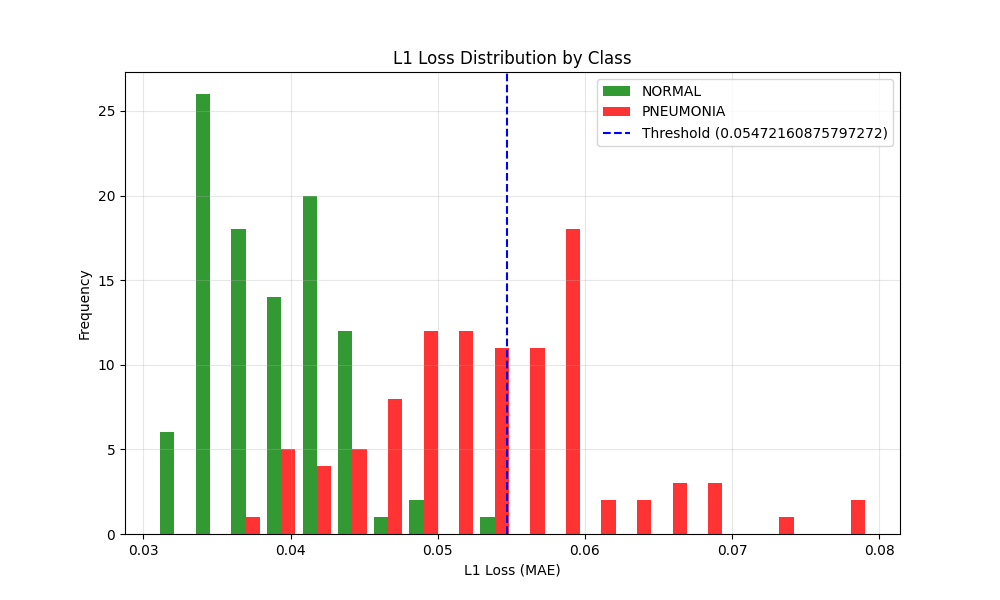 L1 Loss Distribution by Class
NORMAL
PNEUMONIA
Threshold (0.05472160875797272)
Frequency
25
20
15
10
5
0
0.03 0.04 0.05 0.06 0.07 0.08
L1 Loss (MAE)